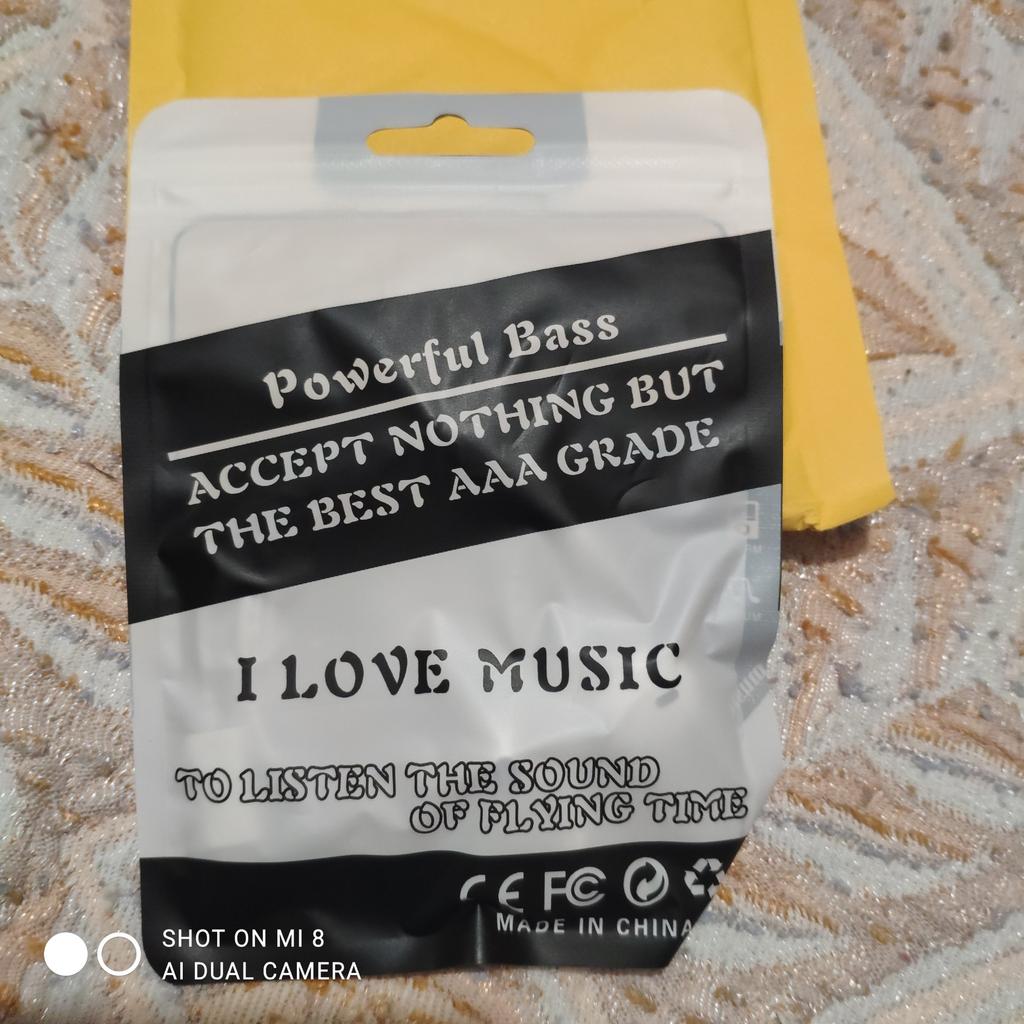 Powerful Bass
ACCEPT NOTHING BUT
THE BEST AAA GRADE
I LOVE MUSIC
TO LISTEN THE SOUND
OF FLYING TIME
CE FC
MADE IN CHINA
SHOT ON MI 8
AI DUAL CAMERA